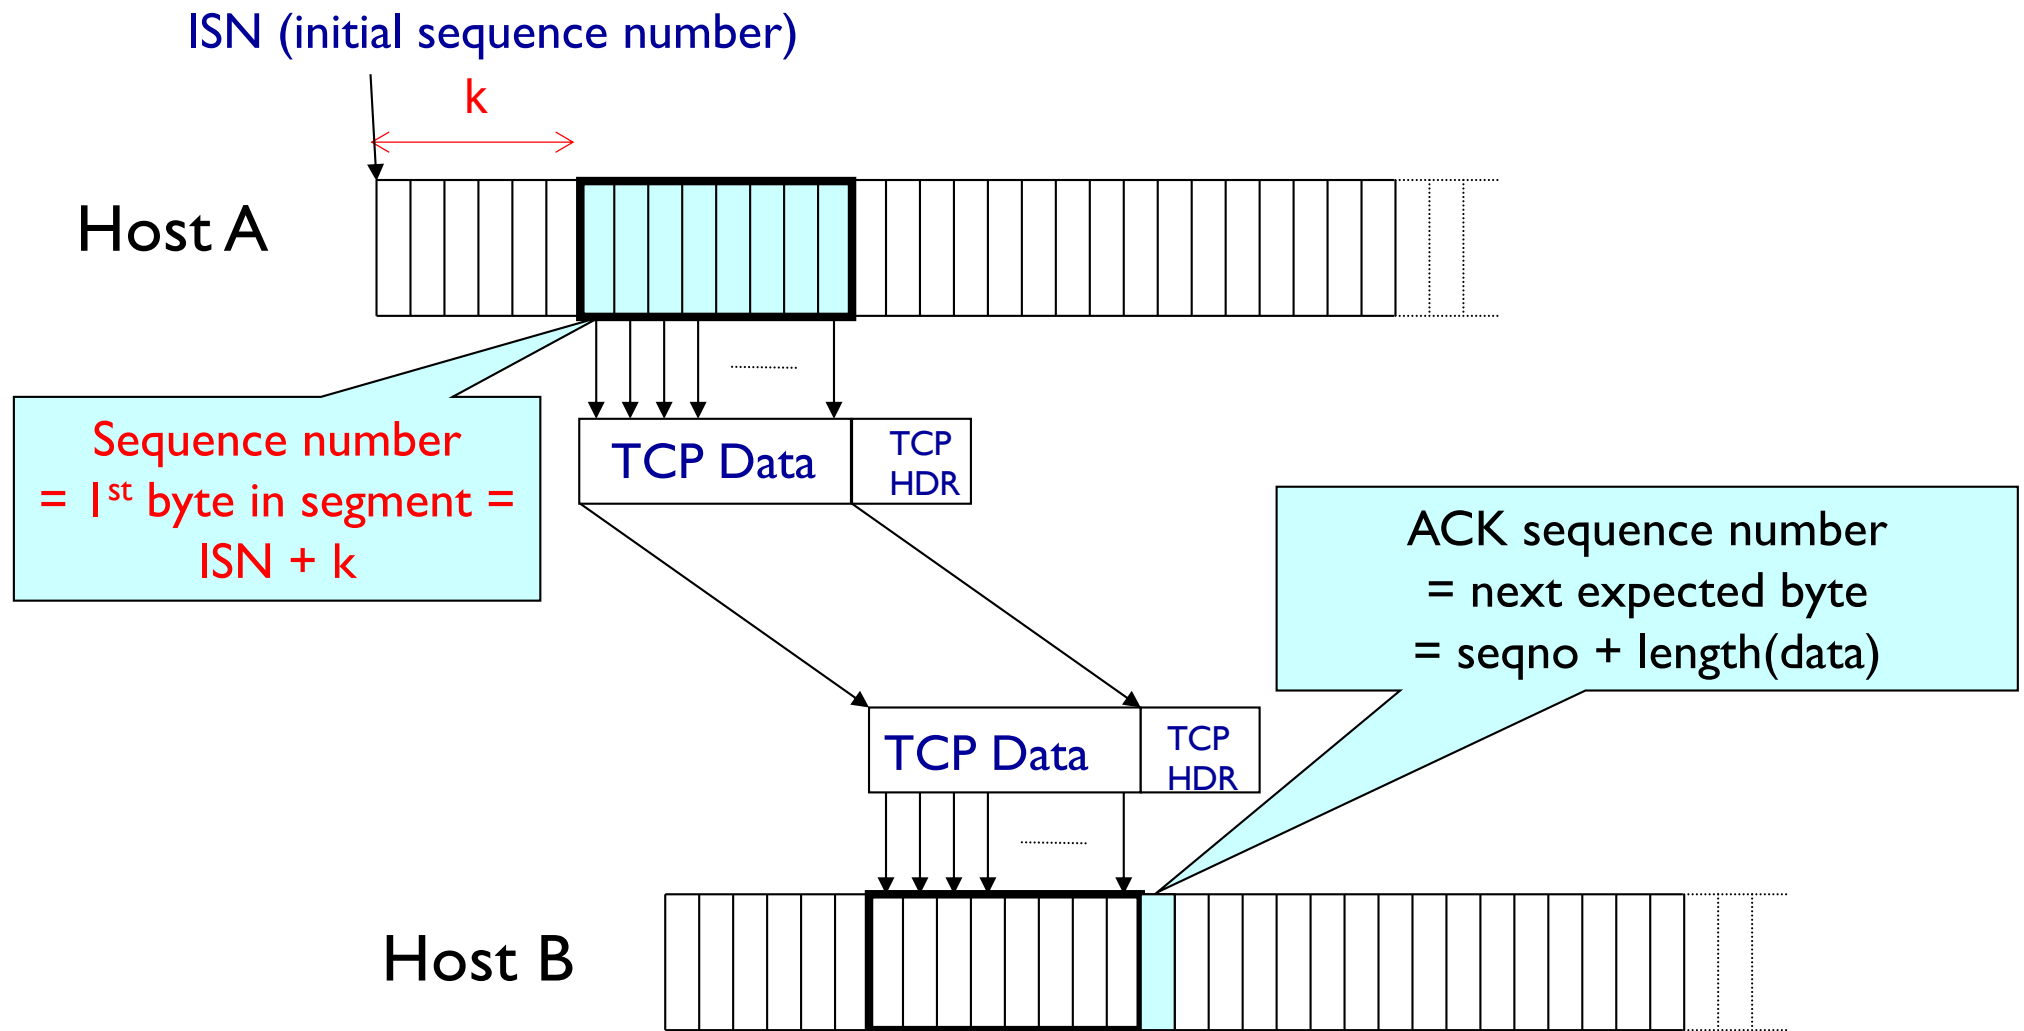 ISN (initial sequence number)
k
Host A
Sequence number
= 1st byte in segment =
ISN + k
TCP Data
TCP
HDR
ACK sequence number
= next expected byte
= seqno + length(data)
TCP Data
TCP
HDR
Host B